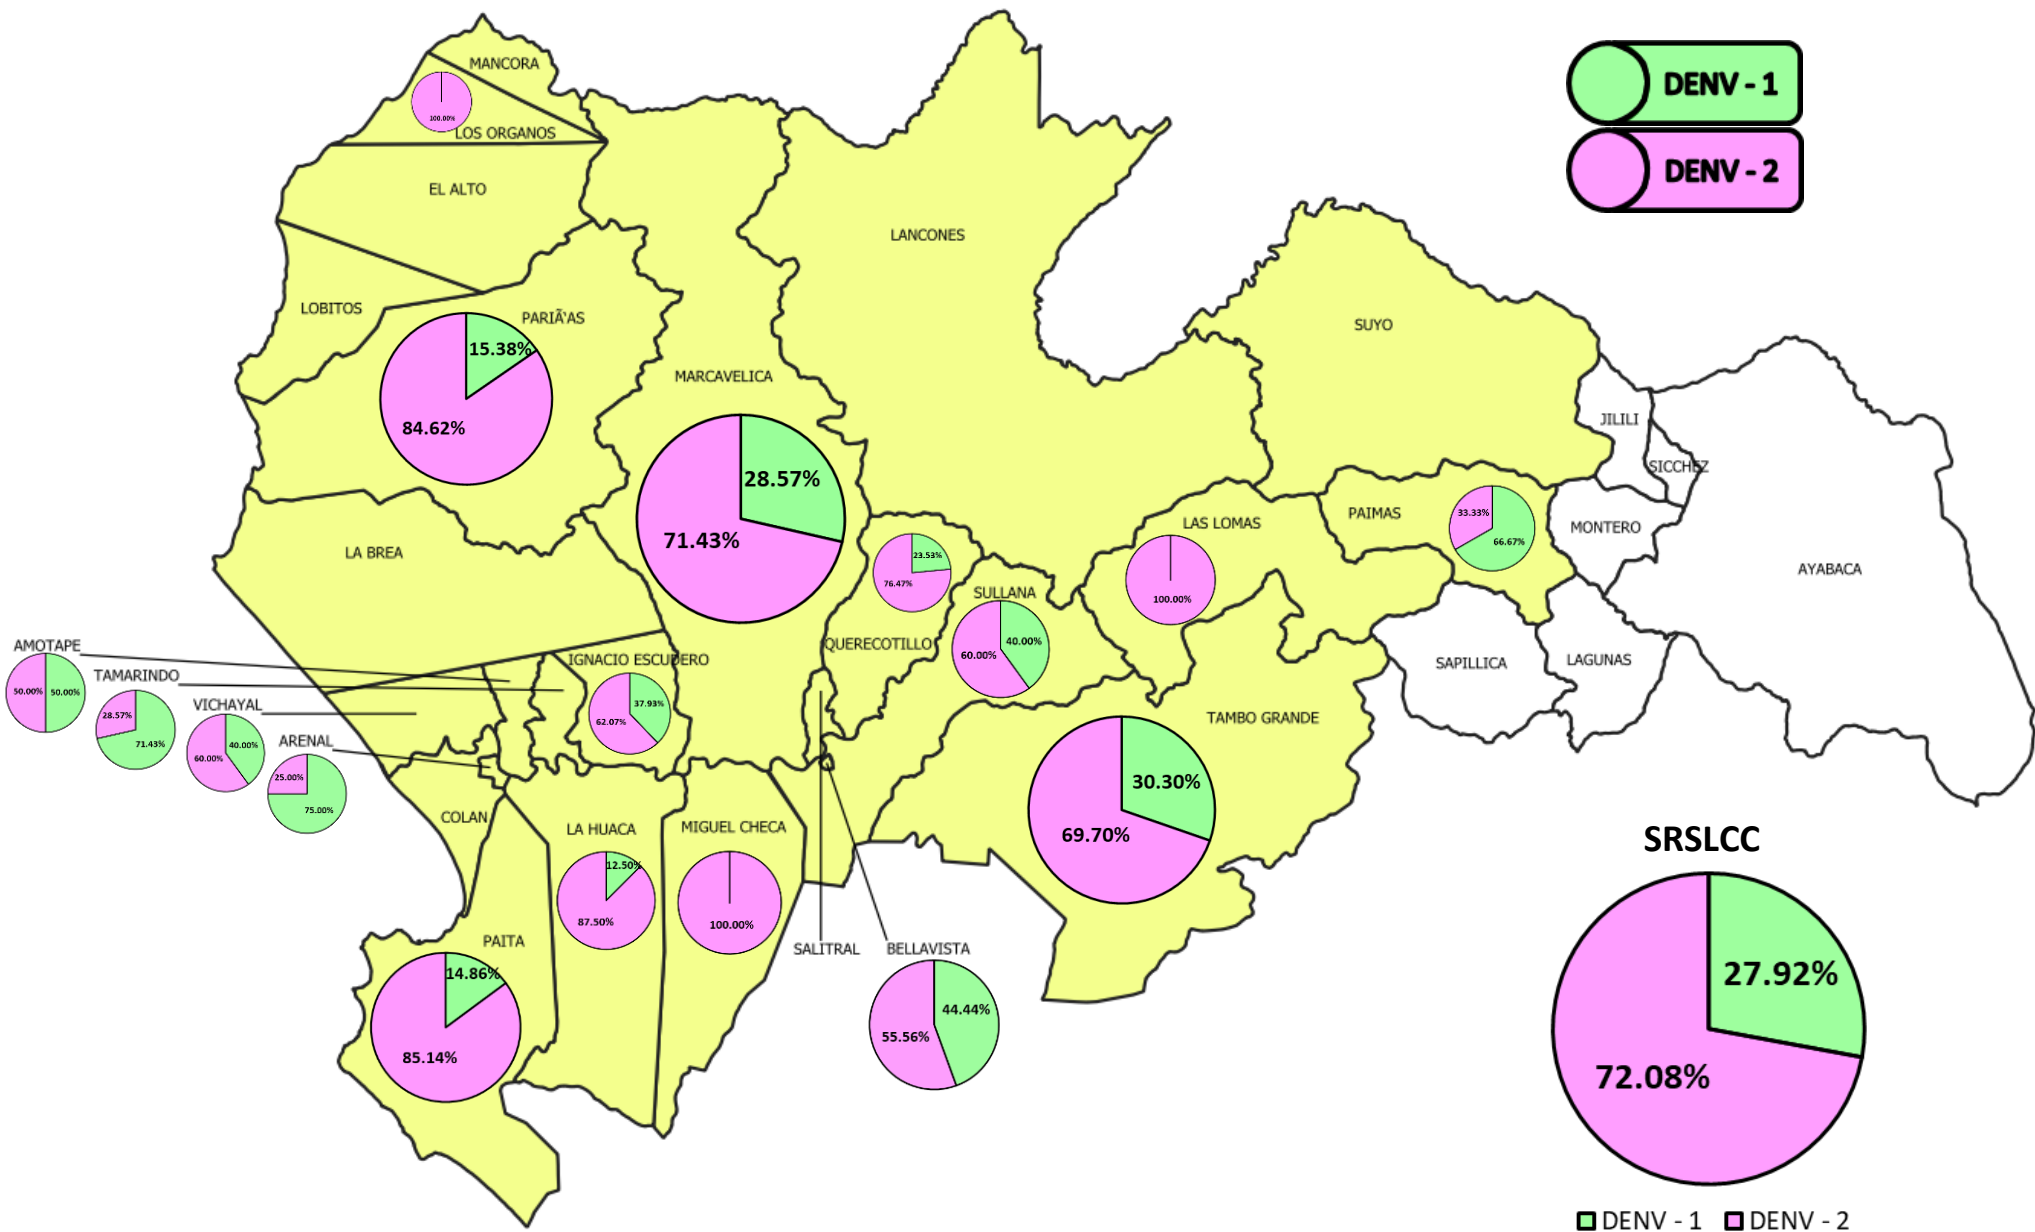 MANCORA
DENV - 1
100.00%
LOS ORGANOS
DENV - 2
EL ALTO
LANCONES
LOBITOS
PARIÃ‘AS
SUYO
15.38%
84.62%
MARCAVELICA
JILILI
SICCHEZ
28.57%
71.43%
LAS LOMAS
PAIMAS
33.33%
66.67%
MONTERO
LA BREA
23.53%
76.47%
AYABACA
SULLANA
100.00%
40.00%
60.00%
QUERECOTILLO
AMOTAPE
50.00%
50.00%
TAMARINDO
28.57%
71.43%
VICHAYAL
40.00%
60.00%
ARENAL
25.00%
75.00%
IGNACIO ESCUDERO
37.93%
62.07%
SAPILLICA
LAGUNAS
TAMBO GRANDE
30.30%
69.70%
COLAN
LA HUACA
12.50%
87.50%
MIGUEL CHECA
100.00%
SRSLCC
27.92%
72.08%
PAITA
14.86%
85.14%
SALITRAL
BELLAVISTA
44.44%
55.56%
DENV - 1
DENV - 2